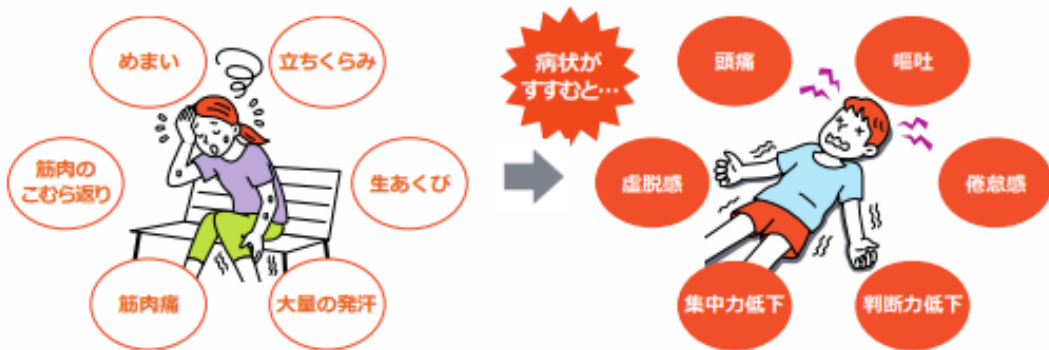 めまい
立ちくらみ
筋肉の
こむら返り
生あくび
筋肉痛
大量の発汗
病状が
すすむと…
頭痛
嘔吐
虚脱感
倦怠感
集中力低下
判断力低下